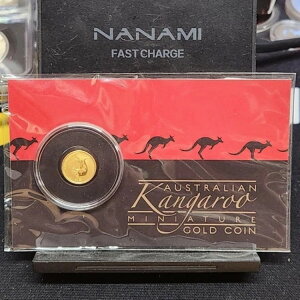 NANAMI
FAST CHARGE
AUSTRALIAN
Kangaroo
MINIATURE
GOLD COIN